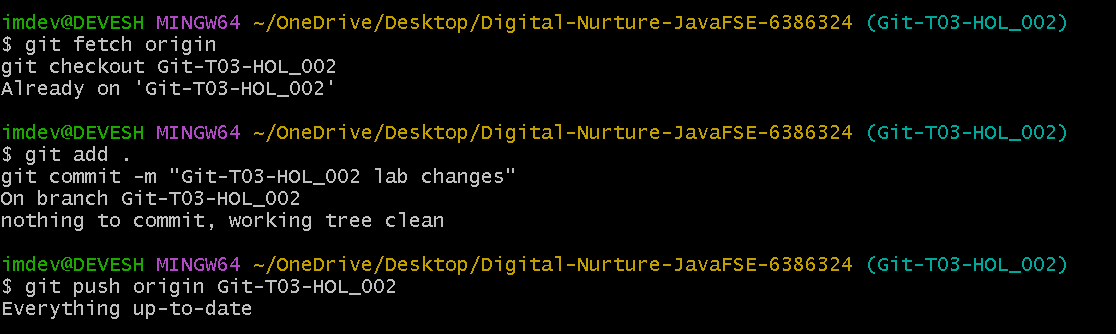 imdev@DEVESH MINGW64 ~/OneDrive/Desktop/Digital-Nurture-JavaFSE-6386324 (Git-T03-HOL_002)
$ git fetch origin
git checkout Git-T03-HOL_002
Already on 'Git-T03-HOL_002'
imdev@DEVESH MINGW64 ~/OneDrive/Desktop/Digital-Nurture-JavaFSE-6386324 (Git-T03-HOL_002)
$ git add .
git commit -m "Git-T03-HOL_002 lab changes"
On branch Git-T03-HOL_002
nothing to commit, working tree clean
imdev@DEVESH MINGW64 ~/OneDrive/Desktop/Digital-Nurture-JavaFSE-6386324 (Git-T03-HOL_002)
$ git push origin Git-T03-HOL_002
Everything up-to-date